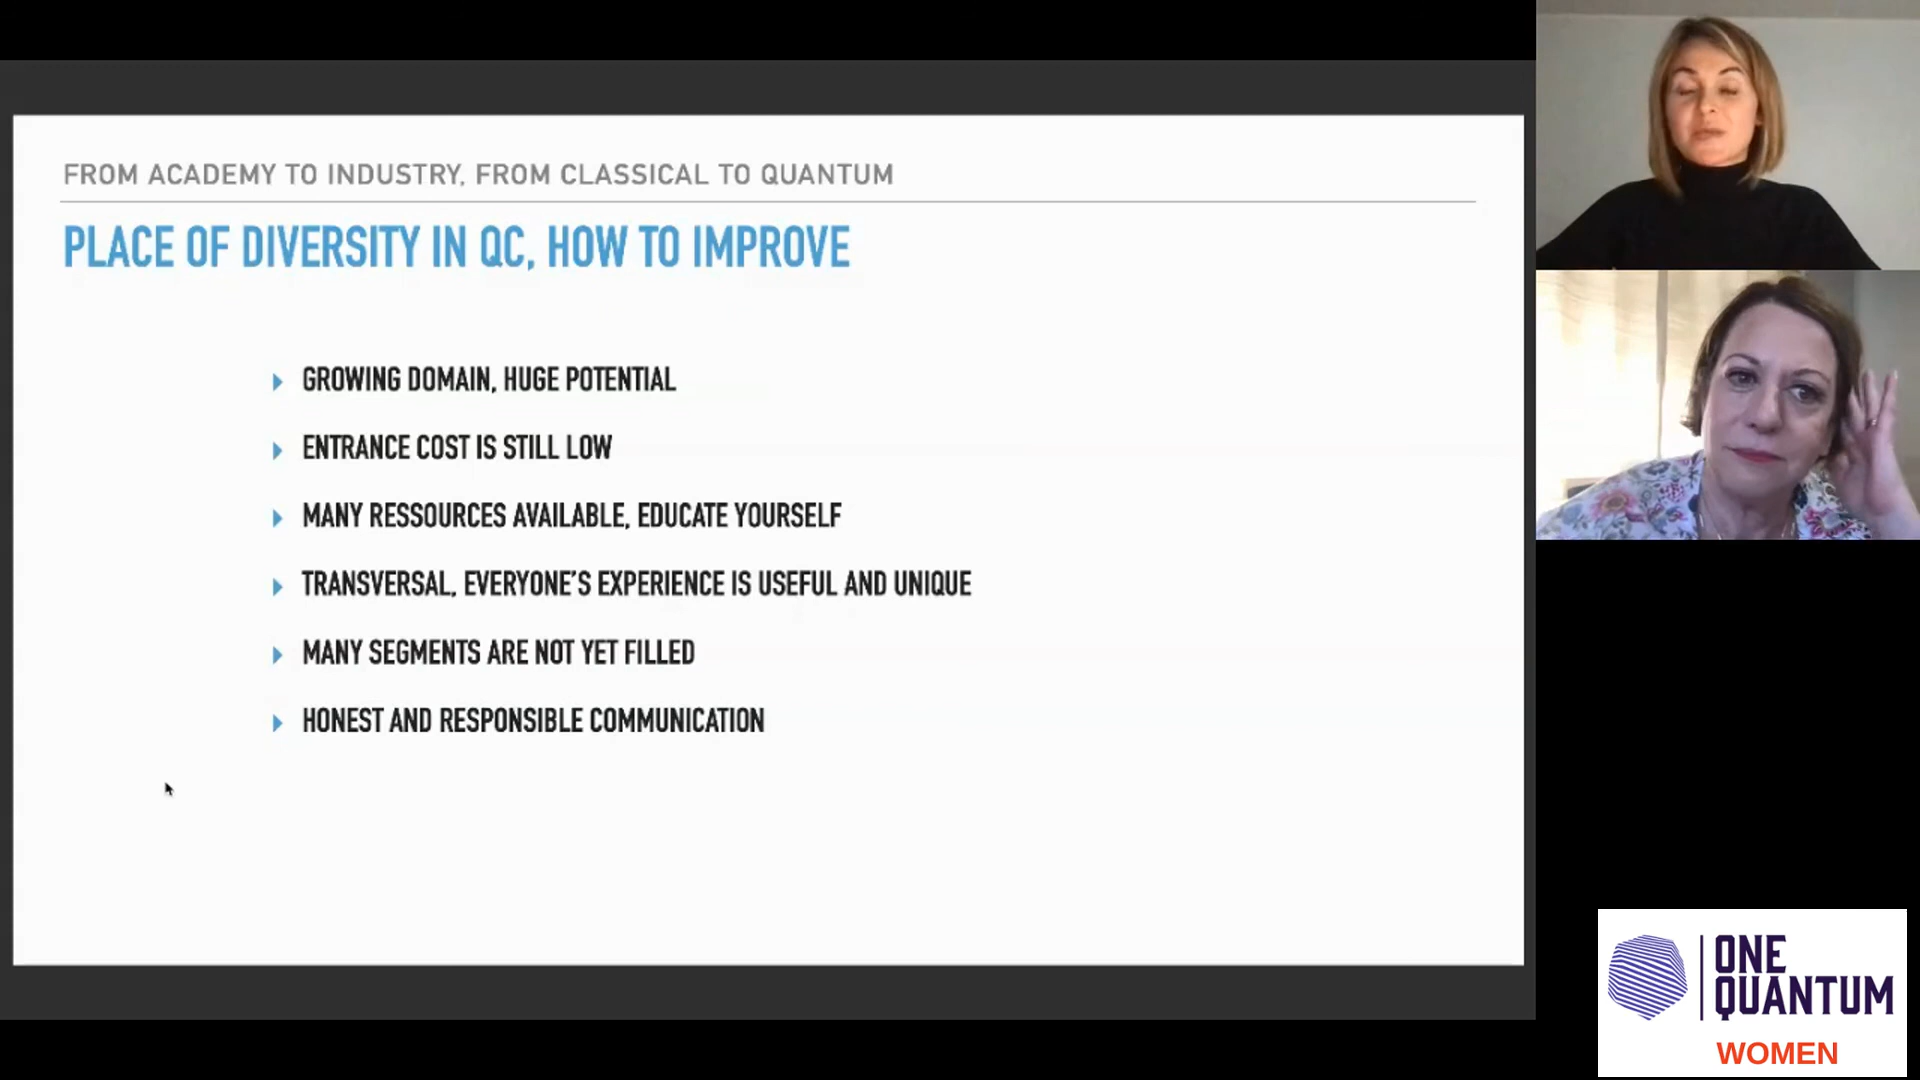 FROM ACADEMY TO INDUSTRY, FROM CLASSICAL TO QUANTUM
PLACE OF DIVERSITY IN QC, HOW TO IMPROVE
GROWING DOMAIN, HUGE POTENTIAL
ENTRANCE COST IS STILL LOW
MANY RESSOURCES AVAILABLE, EDUCATE YOURSELF
TRANSVERSAL, EVERYONE'S EXPERIENCE IS USEFUL AND UNIQUE
MANY SEGMENTS ARE NOT YET FILLED
HONEST AND RESPONSIBLE COMMUNICATION
ONE
QUANTUM
WOMEN